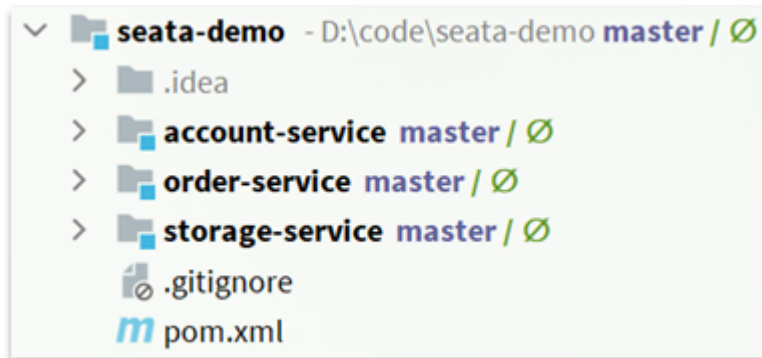 seata-demo - D:\code\seata-demo master / Ø
.idea
account-service master / Ø
order-service master / Ø
storage-service master / Ø
.gitignore
m pom.xml